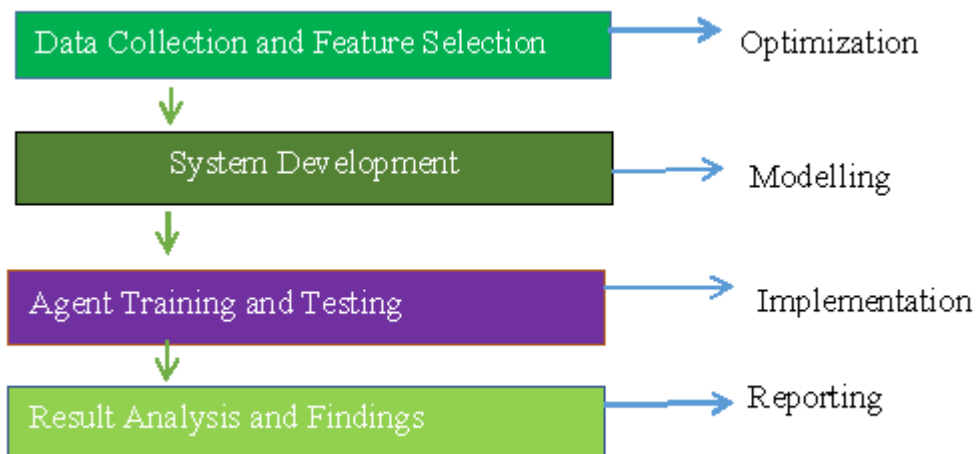 Data Collection and Feature Selection
Optimization
System Development
Modelling
Agent Training and Testing
Implementation
Result Analysis and Findings
Reporting